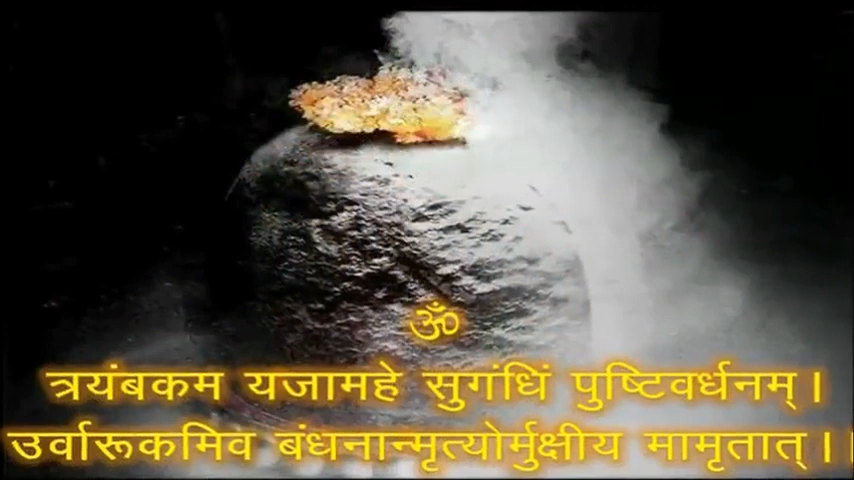 ॐ
त्रयंबकम यजामहे सुगंधिं पुष्टिवर्धनम् ।
उर्वारूकमिव बंधनान्मृत्योर्मुक्षीय मामृतात् ।।